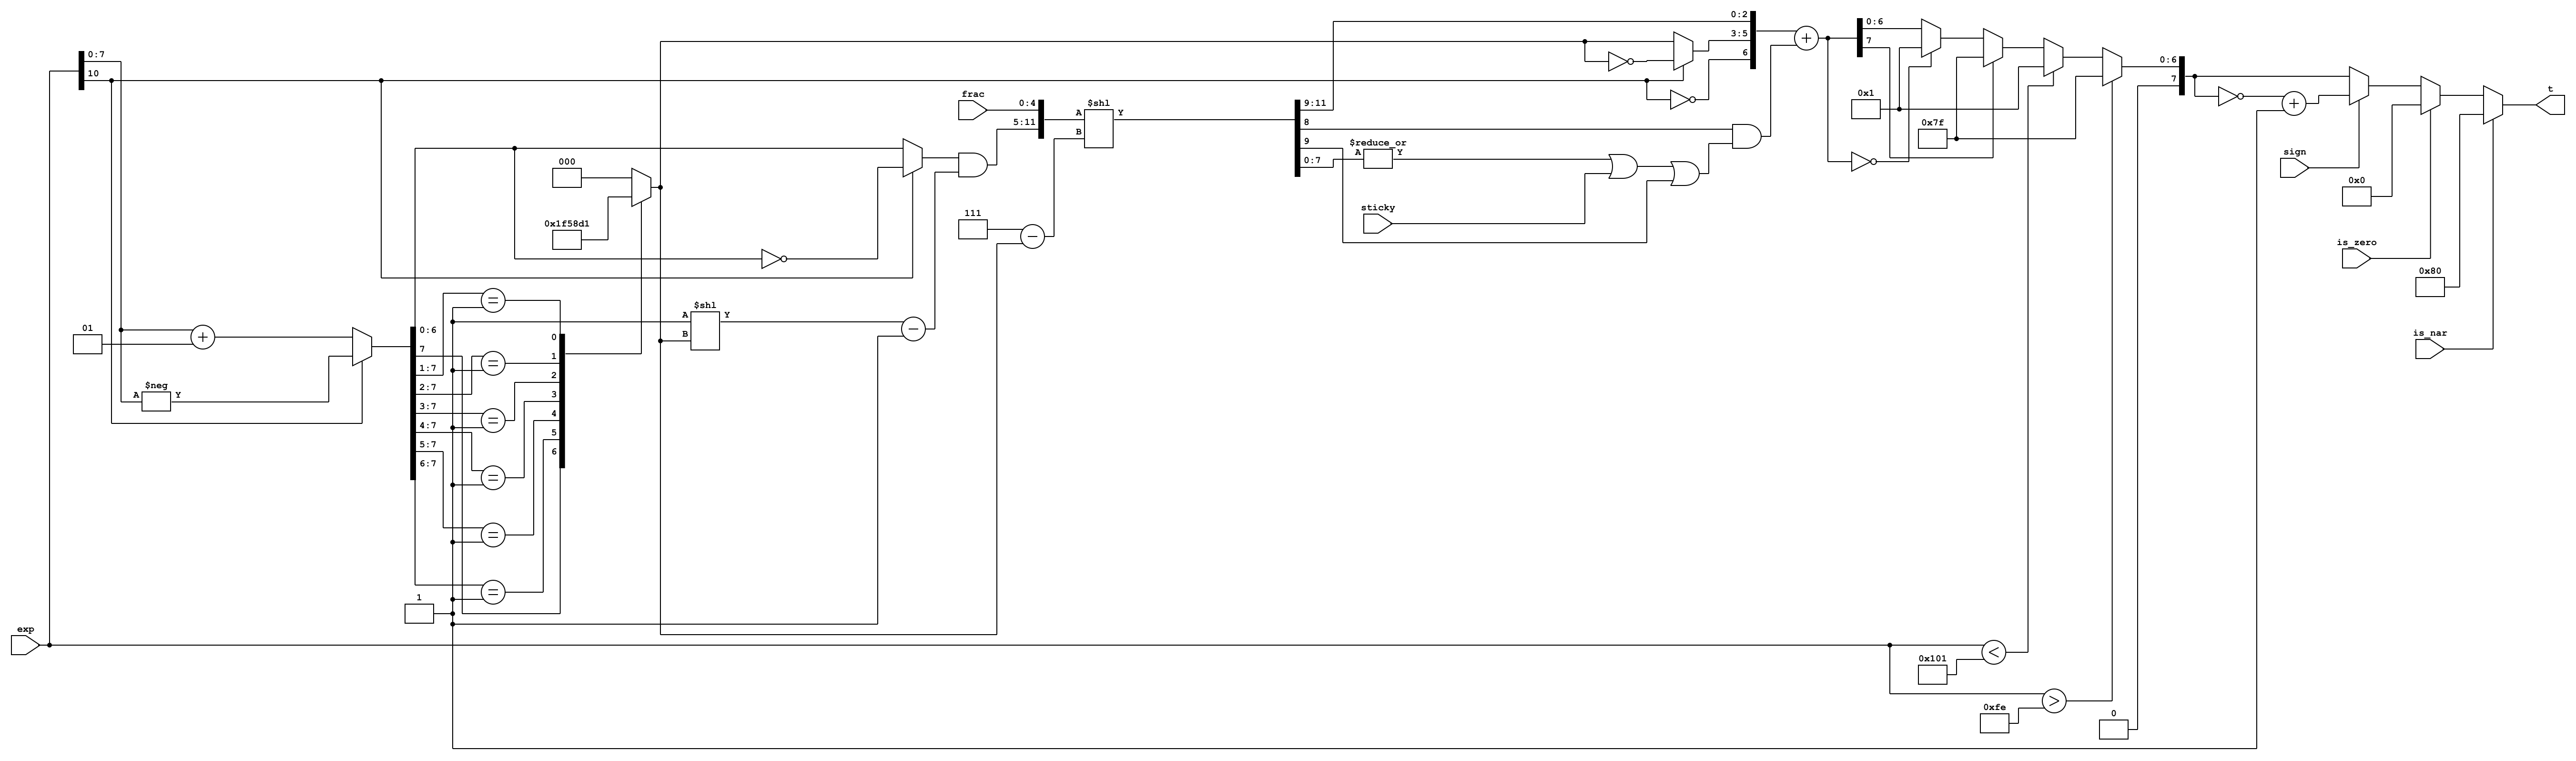 0:7
10
exp
01
+
$neg
0:6
7
1:7
2:7
3:7
4:7
5:7
6:7
=
=
=
=
=
=
1
000
0x1f58d1
0
1
2
3
4
5
6
1
A
$shl
Y
B
-
111
-
frac
0:4
5:11
A
$shl
Y
B
9:11
8
9
0:7
A
$reduce_or
Y
sticky
0:2
3:5
6
+
0:6
7
0x1
0x7f
0x1
0x7f
0x101
<
0xfe
>
0
0:6
7
+
sign
0x0
is_zero
0x80
is_nar
t